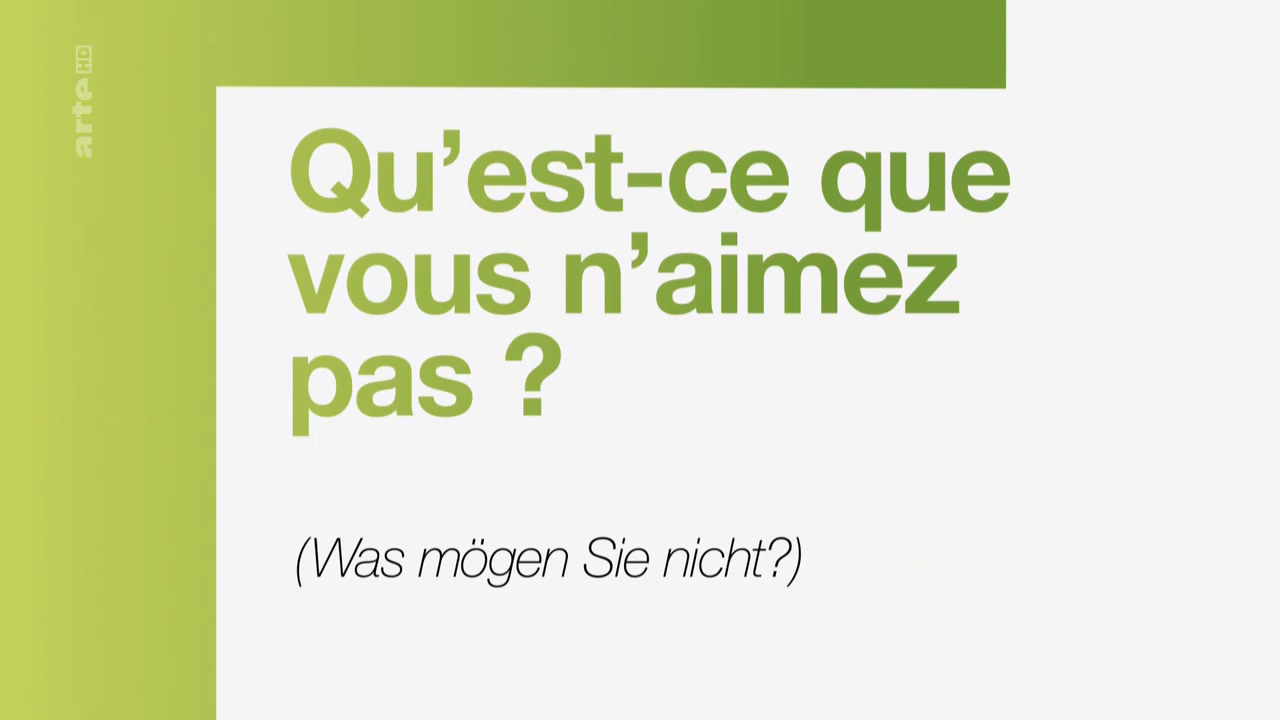 arte HD
Qu’est-ce que
vous n’aimez
pas ?
(Was mögen Sie nicht?)